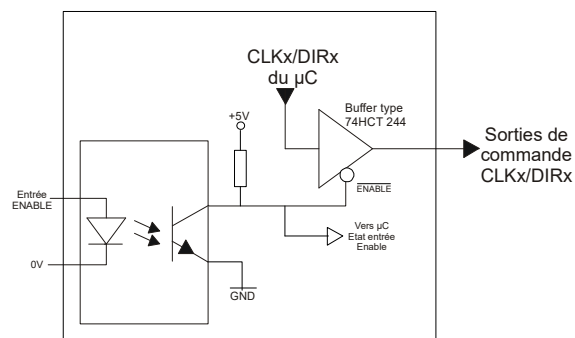 CLKx/DIRx
du µC
Buffer type
74HCT 244
+5V
Sorties de
commande
CLKx/DIRx
ENABLE
Entrée
ENABLE
Vers µC
Etat entrée
Enable
0V
GND